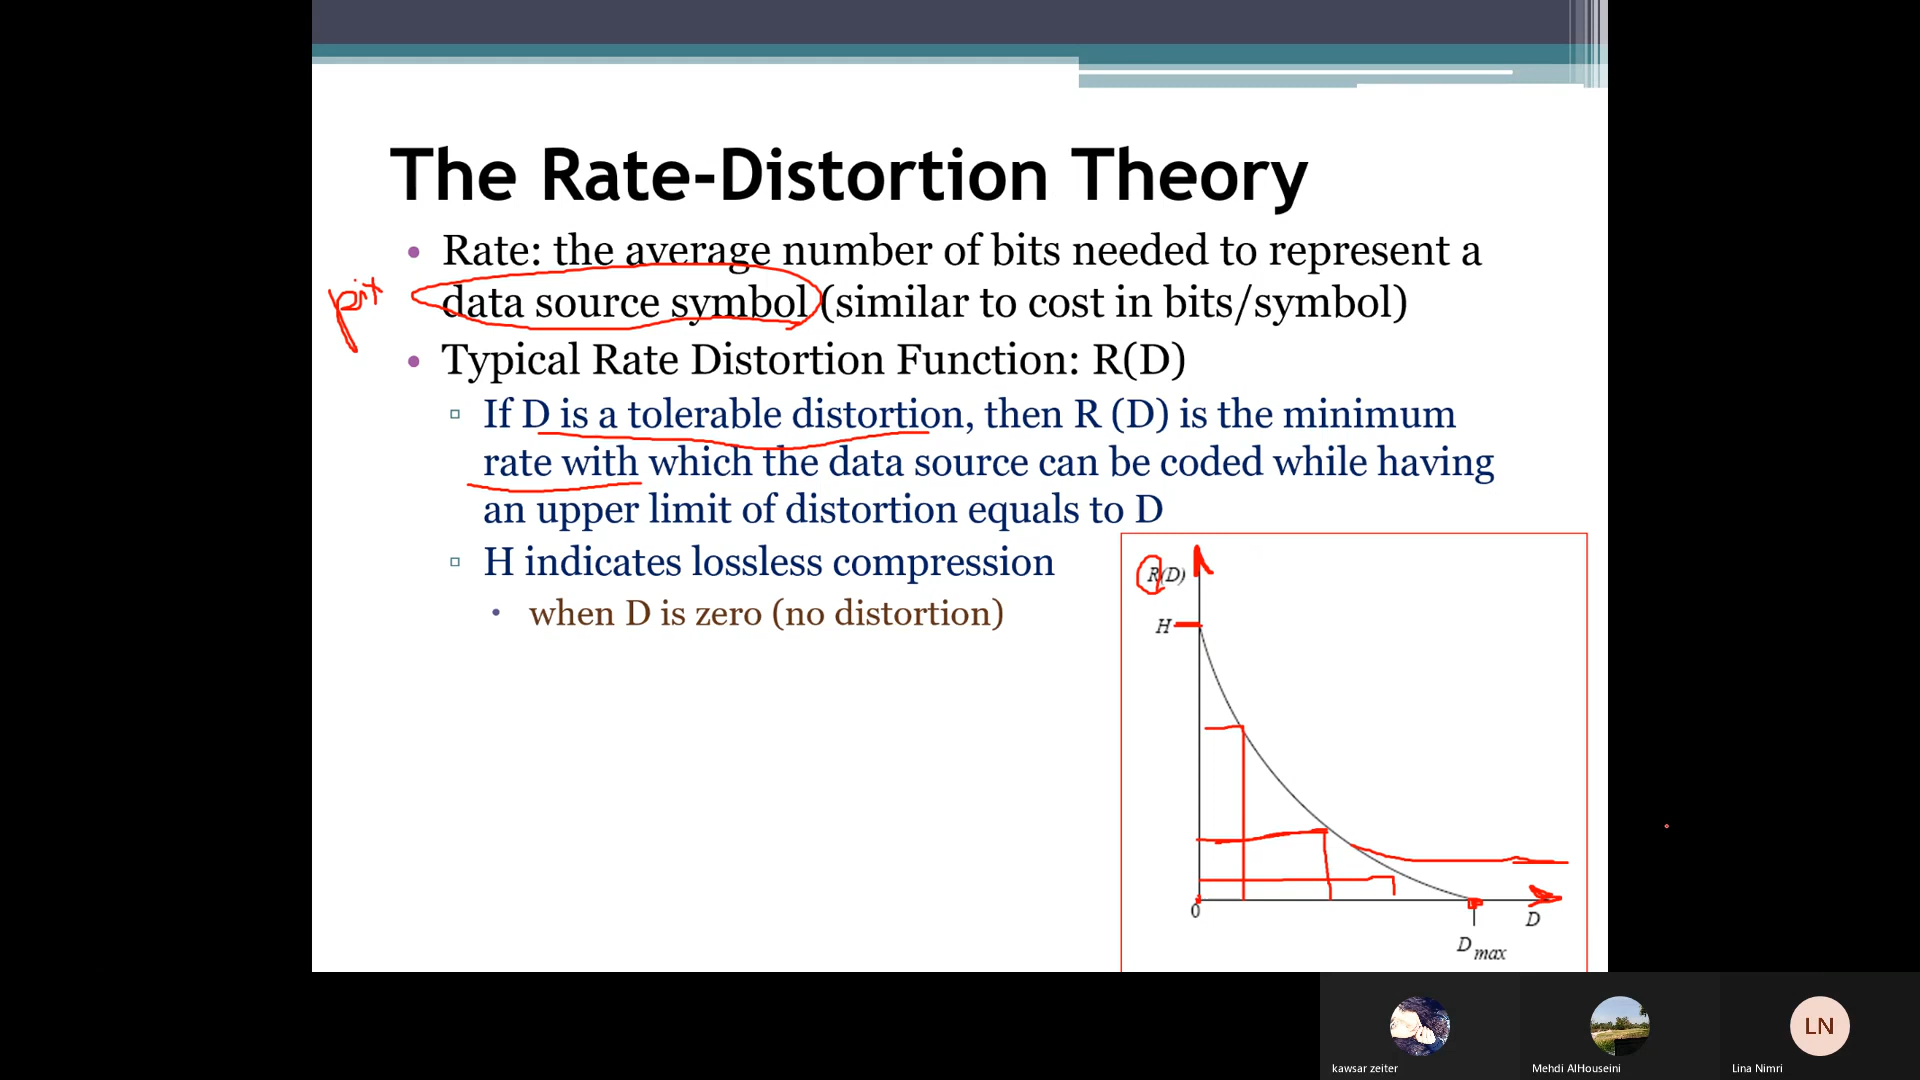 The Rate-Distortion Theory
• Rate: the average number of bits needed to represent a
data source symbol (similar to cost in bits/symbol)
• Typical Rate Distortion Function: R(D)
▫ If D is a tolerable distortion, then R (D) is the minimum
rate with which the data source can be coded while having
an upper limit of distortion equals to D
▫ H indicates lossless compression
• when D is zero (no distortion)
R(D)
H
0
D
D max
LN
kawsar zeiter
Mehdi AlHouseini
Lina Nimri